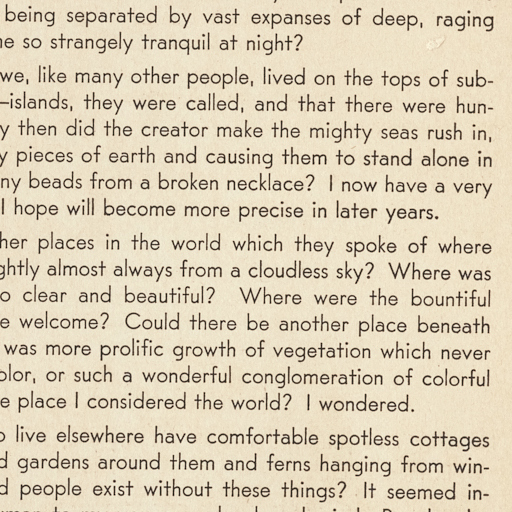 being separated by vast expanses of deep, raging
so strangely tranquil at night?
we, like many other people, lived on the tops of sub-
—islands, they were called, and that there were hun-
then did the creator make the mighty seas rush in,
pieces of earth and causing them to stand alone in
beads from a broken necklace? I now have a very
I hope will become more precise in later years.
places in the world which they spoke of where
almost always from a cloudless sky? Where was
clear and beautiful? Where were the bountiful
welcome? Could there be another place beneath
was more prolific growth of vegetation which never
or such a wonderful conglomeration of colorful
place I considered the world? I wondered.
live elsewhere have comfortable spotless cottages
gardens around them and ferns hanging from win-
people exist without these things? It seemed in-